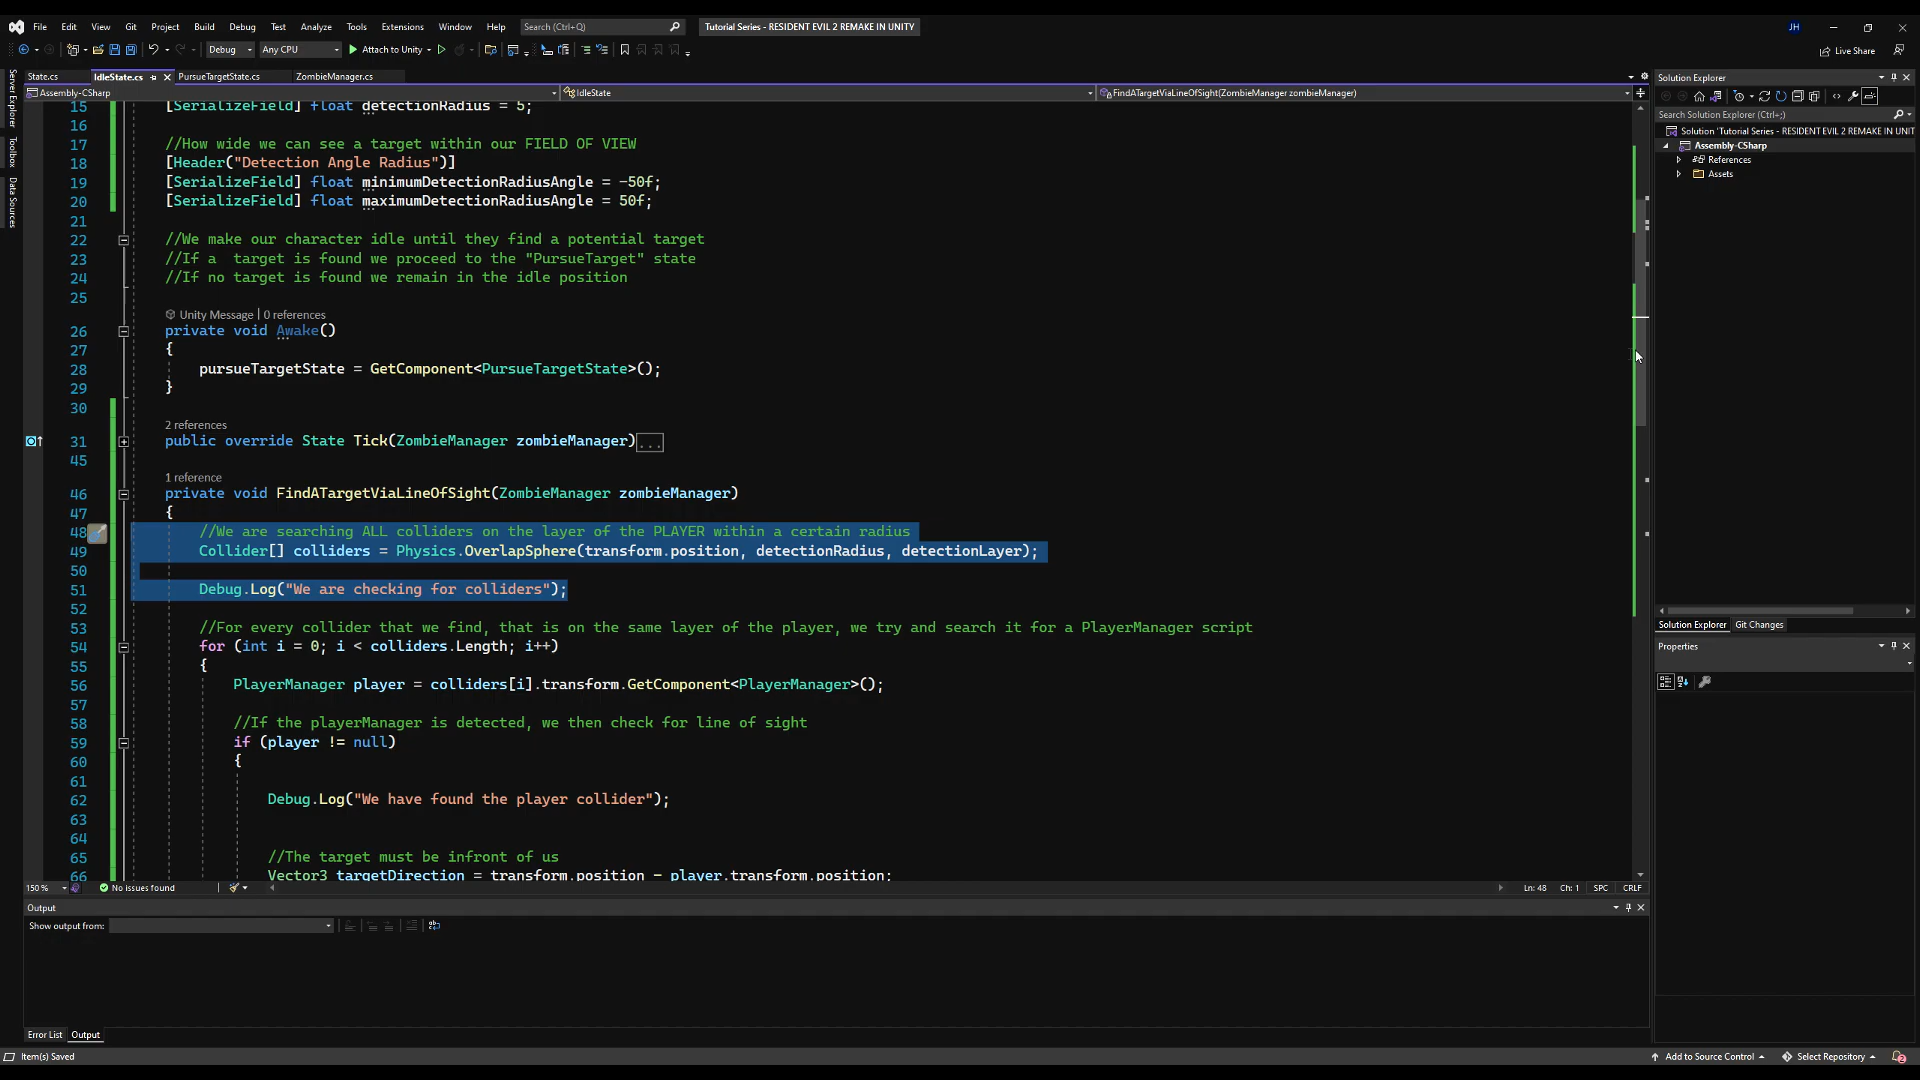 File Edit View Git Project Build Debug Test Analyze Tools Extensions Window Help Search (Ctrl+Q) Tutorial Series - RESIDENT EVIL 2 REMAKE IN UNITY JH
Debug Any CPU Attach to Unity Live Share
State.cs IdleState.cs PursueTargetState.cs ZombieManager.cs
Assembly-CSharp IdleState FindATargetViaLineOfSight(ZombieManager zombieManager)
Server Explorer
Toolbox
Data Sources
15 [SerializeField] float detectionRadius = 5;
16
17 //How wide we can see a target within our FIELD OF VIEW
18 [Header("Detection Angle Radius")]
19 [SerializeField] float minimumDetectionRadiusAngle = -50f;
20 [SerializeField] float maximumDetectionRadiusAngle = 50f;
21
22 //We make our character idle until they find a potential target
23 //If a  target is found we proceed to the "PursueTarget" state
24 //If no target is found we remain in the idle position
25
Unity Message | 0 references
26 private void Awake()
27 {
28 pursueTargetState = GetComponent<PursueTargetState>();
29 }
30
2 references
31 public override State Tick(ZombieManager zombieManager)...
45
1 reference
46 private void FindATargetViaLineOfSight(ZombieManager zombieManager)
47 {
48 //We are searching ALL colliders on the layer of the PLAYER within a certain radius
49 Collider[] colliders = Physics.OverlapSphere(transform.position, detectionRadius, detectionLayer);
50
51 Debug.Log("We are checking for colliders");
52
53 //For every collider that we find, that is on the same layer of the player, we try and search it for a PlayerManager script
54 for (int i = 0; i < colliders.Length; i++)
55 {
56 PlayerManager player = colliders[i].transform.GetComponent<PlayerManager>();
57
58 //If the playerManager is detected, we then check for line of sight
59 if (player != null)
60 {
61
62 Debug.Log("We have found the player collider");
63
64
65 //The target must be infront of us
66 Vector3 targetDirection = transform.position - player.transform.position;
150 % No issues found Ln: 48 Ch: 1 SPC CRLF
Output
Show output from:
Error List Output
Item(s) Saved Add to Source Control Select Repository 2
Solution Explorer
Search Solution Explorer (Ctrl+;)
Solution 'Tutorial Series - RESIDENT EVIL 2 REMAKE IN UNIT
Assembly-CSharp
References
Assets
Solution Explorer Git Changes
Properties